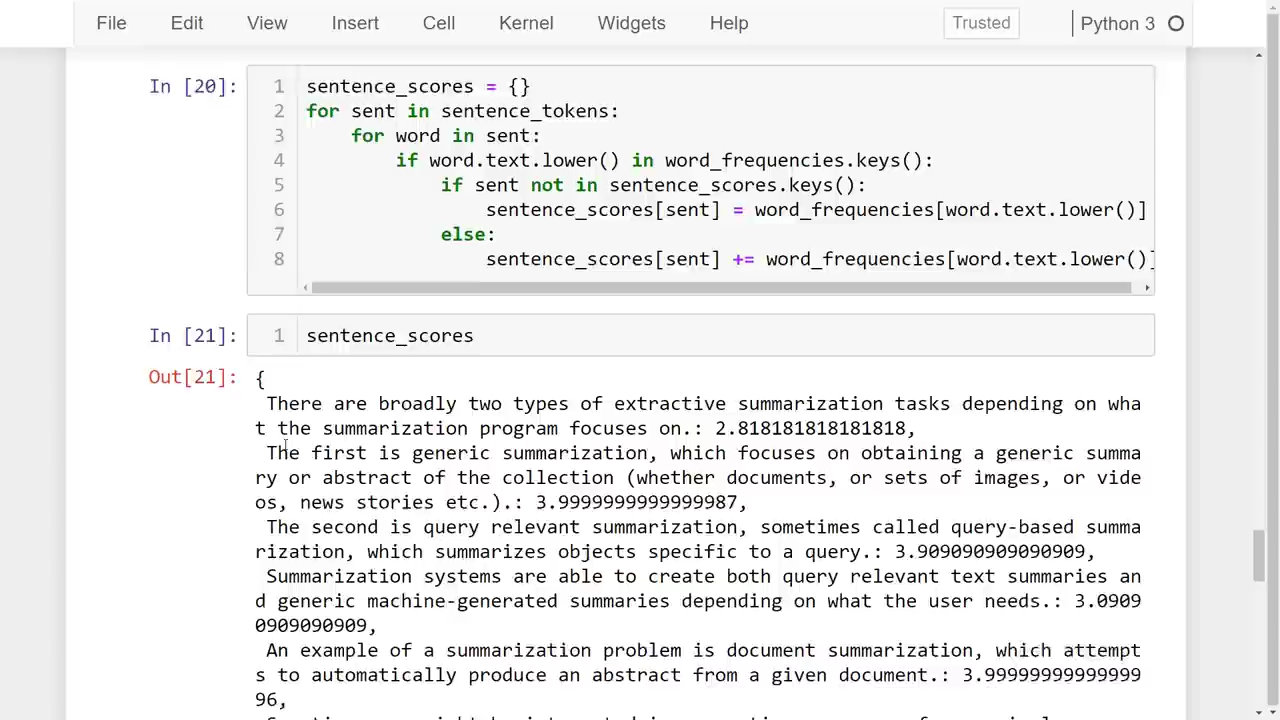 File Edit View Insert Cell Kernel Widgets Help Trusted Python 3
In [20]:
1 sentence_scores = {}
2 for sent in sentence_tokens:
3     for word in sent:
4         if word.text.lower() in word_frequencies.keys():
5             if sent not in sentence_scores.keys():
6                 sentence_scores[sent] = word_frequencies[word.text.lower()]
7             else:
8                 sentence_scores[sent] += word_frequencies[word.text.lower()]
In [21]: 1 sentence_scores
Out[21]: {
There are broadly two types of extractive summarization tasks depending on wha
t the summarization program focuses on.: 2.818181818181818,
The first is generic summarization, which focuses on obtaining a generic summa
ry or abstract of the collection (whether documents, or sets of images, or vide
os, news stories etc.).: 3.9999999999999987,
The second is query relevant summarization, sometimes called query-based summa
rization, which summarizes objects specific to a query.: 3.909090909090909,
Summarization systems are able to create both query relevant text summaries an
d generic machine-generated summaries depending on what the user needs.: 3.0909
09090909090909,
An example of a summarization problem is document summarization, which attempt
s to automatically produce an abstract from a given document.: 3.99999999999999
96,